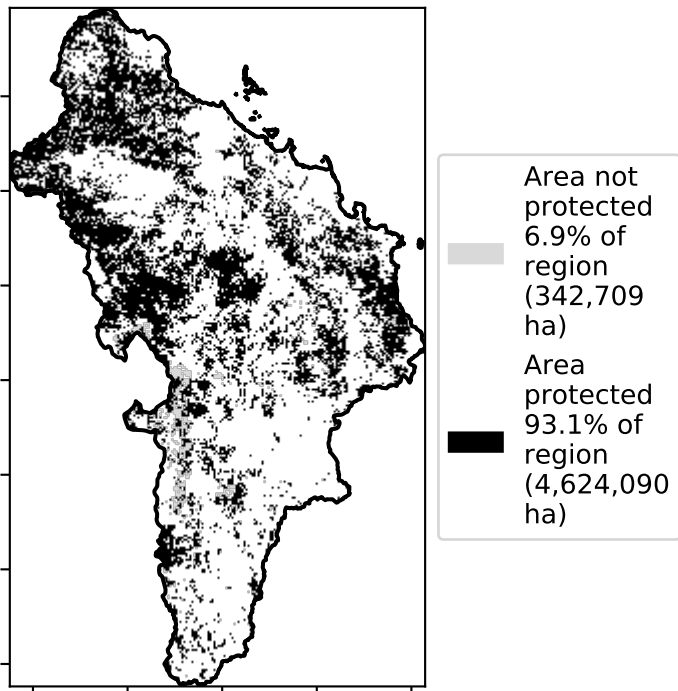 Area not
protected
6.9% of
region
(342,709
ha)
Area
protected
93.1% of
region
(4,624,090
ha)